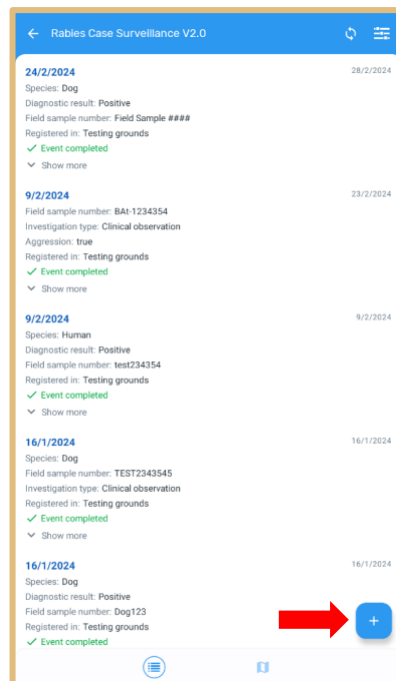 Rabies Case Surveillance V2.0
24/2/2024 28/2/2024
Species: Dog
Diagnostic result: Positive
Field sample number: Field Sample ####
Registered in: Testing grounds
Event completed
Show more
9/2/2024 23/2/2024
Field sample number: BAt-1234354
Investigation type: Clinical observation
Aggression: true
Registered in: Testing grounds
Event completed
Show more
9/2/2024 9/2/2024
Species: Human
Diagnostic result: Positive
Field sample number: test234354
Registered in: Testing grounds
Event completed
Show more
16/1/2024 16/1/2024
Species: Dog
Field sample number: TEST2343545
Investigation type: Clinical observation
Registered in: Testing grounds
Event completed
Show more
16/1/2024 16/1/2024
Species: Dog
Diagnostic result: Positive
Field sample number: Dog123
Registered in: Testing grounds
Event completed